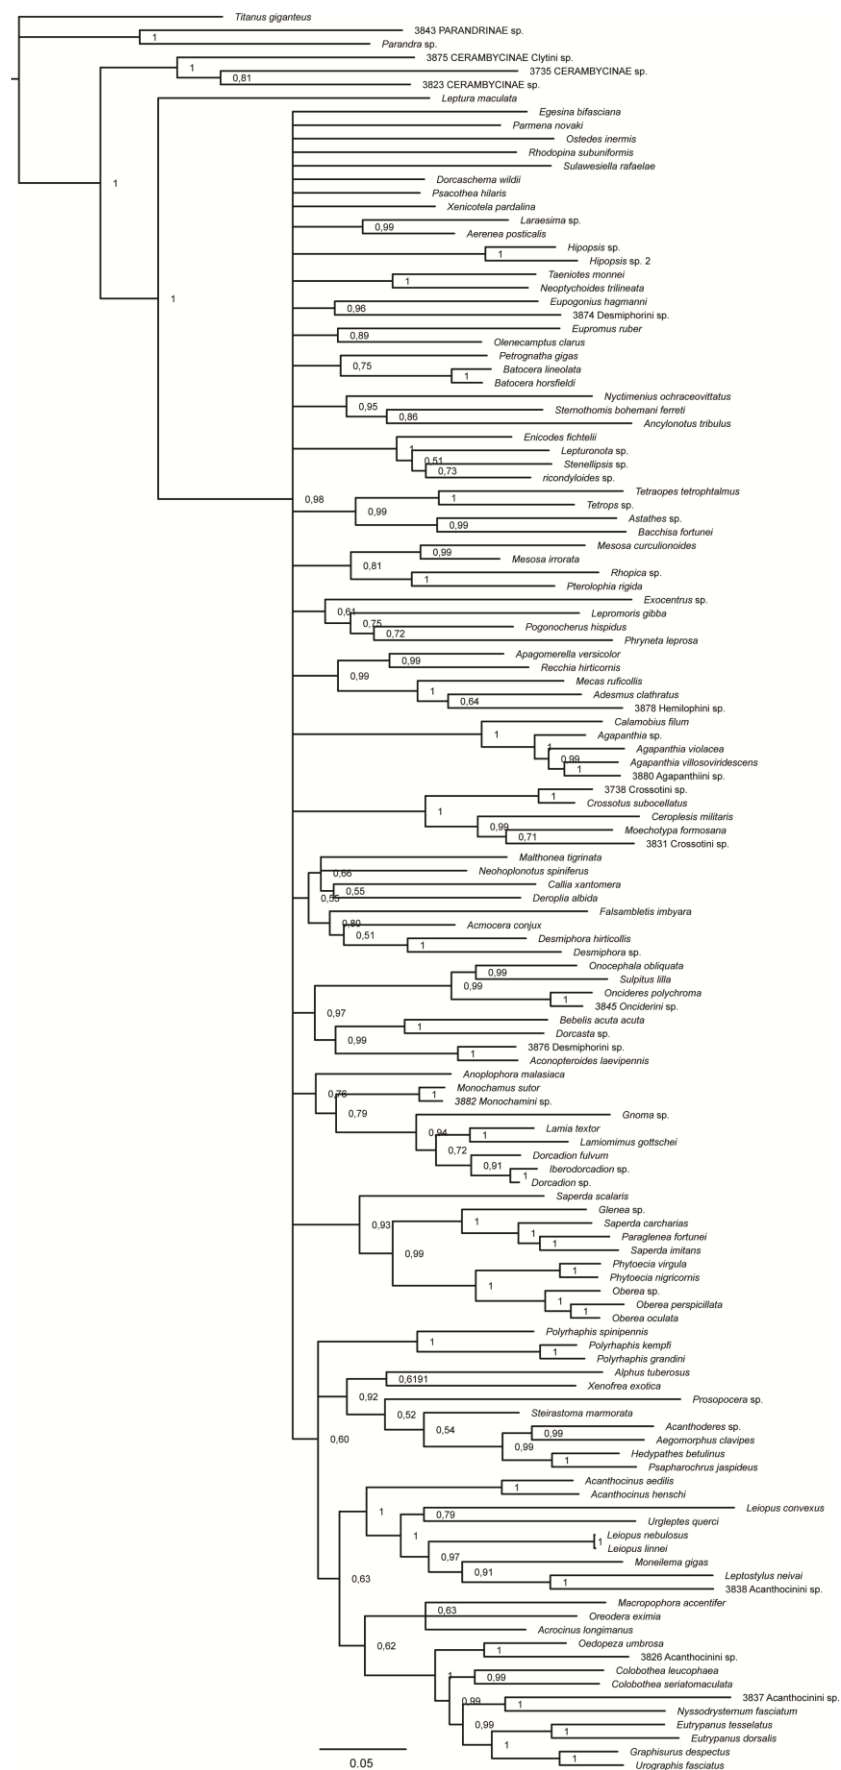 Titanus giganteus
3843 PARANDRINAE sp.
1
Parandra sp.
3875 CERAMBYCINAE Clytini sp.
1
3735 CERAMBYCINAE sp.
0,81
3823 CERAMBYCINAE sp.
Leptura maculata
Egesina bifasciana
Parmena novaki
Ostedes inermis
Rhodopina subuniformis
Sulawesiella rafaelae
Dorcaschema wildii
1
Psacothea hilaris
Xenicotela pardalina
Laraesima sp.
0,99
Aerenea posticalis
Hipopsis sp.
1
Hipopsis sp. 2
Taeniotes monnei
1
Neoptychoides trilineata
1
Eupogonius hagmanni
0,96
3874 Desmiphorini sp.
Eupromus ruber
0,89
Olenecamptus clarus
Petrognatha gigas
0,75
Batocera lineolata
1
Batocera horsfieldi
Nyctimenius ochraceovittatus
0,95
Sternothomis bohemani ferreti
0,86
Ancylonotus tribulus
Enicodes fichtelii
1
Lepturonota sp.
0,51
Stenellipsis sp.
0,73
ricondyloides sp.
Tetraopes tetrophtalmus
0,98
1
Tetrops sp.
0,99
Astathes sp.
0,99
Bacchisa fortunei
Mesosa curculionoides
0,99
Mesosa irrorata
0,81
Rhopica sp.
1
Pterolophia rigida
Exocentrus sp.
0,61
Lepromoris gibba
0,75
Pogonocherus hispidus
0,72
Phryneta leprosa
Apagomerella versicolor
0,99
Recchia hirticornis
0,99
Mecas ruficollis
1
Adesmus clathratus
0,64
3878 Hemilophini sp.
Calamobius filum
1
Agapanthia sp.
1
Agapanthia violacea
0,99
Agapanthia villosoviridescens
1
3880 Agapanthiini sp.
3738 Crossotini sp.
1
Crossotus subocellatus
1
Ceroplesis militaris
0,99
Moechotypa formosana
0,71
3831 Crossotini sp.
Malthonea tigrinata
0,66
Neohoplonotus spiniferus
Callia xantomera
0,55
0,55
Deroplia albida
Falsambletis imbyara
0,80
Acmocera conjux
0,51
Desmiphora hirticollis
1
Desmiphora sp.
Onocephala obliquata
0,99
Sulpitus lilla
0,99
Oncideres polychroma
1
3845 Onciderini sp.
0,97
Bebelis acuta acuta
1
Dorcasta sp.
0,99
3876 Desmiphorini sp.
1
Aconopteroides laevipennis
Anoplophora malasiaca
0,76
Monochamus sutor
1
3882 Monochamini sp.
0,79
Gnoma sp.
0,94
Lamia textor
1
Lamiomimus gottschei
0,72
Dorcadion fulvum
0,91
Iberodorcadion sp.
1
Dorcadion sp.
Saperda scalaris
Glenea sp.
0,93
1
Saperda carcharias
1
Paraglenea fortunei
1
Saperda imitans
0,99
Phytoecia virgula
1
Phytoecia nigricornis
1
Oberea sp.
1
Oberea perspicillata
1
Oberea oculata
Polyrhaphis spinipennis
1
Polyrhaphis kempfi
1
Polyrhaphis grandini
Alphus tuberosus
0,6191
Xenofrea exotica
0,92
Prosopocera sp.
0,52
Steirastoma marmorata
0,54
Acanthoderes sp.
0,99
Aegomorphus clavipes
0,60
0,99
Hedypathes betulinus
1
Psapharochrus jaspideus
Acanthocinus aedilis
1
Acanthocinus henschi
1
Leiopus convexus
0,79
Urgleptes querci
1
Leiopus nebulosus
1
Leiopus linnei
0,97
Moneilema gigas
0,91
Leptostylus neivai
0,63
1
3838 Acanthocinini sp.
Macropophora accentifer
0,63
Oreodera eximia
Acrocinus longimanus
0,62
Oedopeza umbrosa
1
3826 Acanthocinini sp.
1
Colobothea leucophaea
0,99
Colobothea seriatomaculata
0,99
3837 Acanthocinini sp.
1
Nyssodrysternum fasciatum
0,99
Eutrypanus tesselatus
1
Eutrypanus dorsalis
1
Graphisurus despectus
1
Urographis fasciatus
0.05